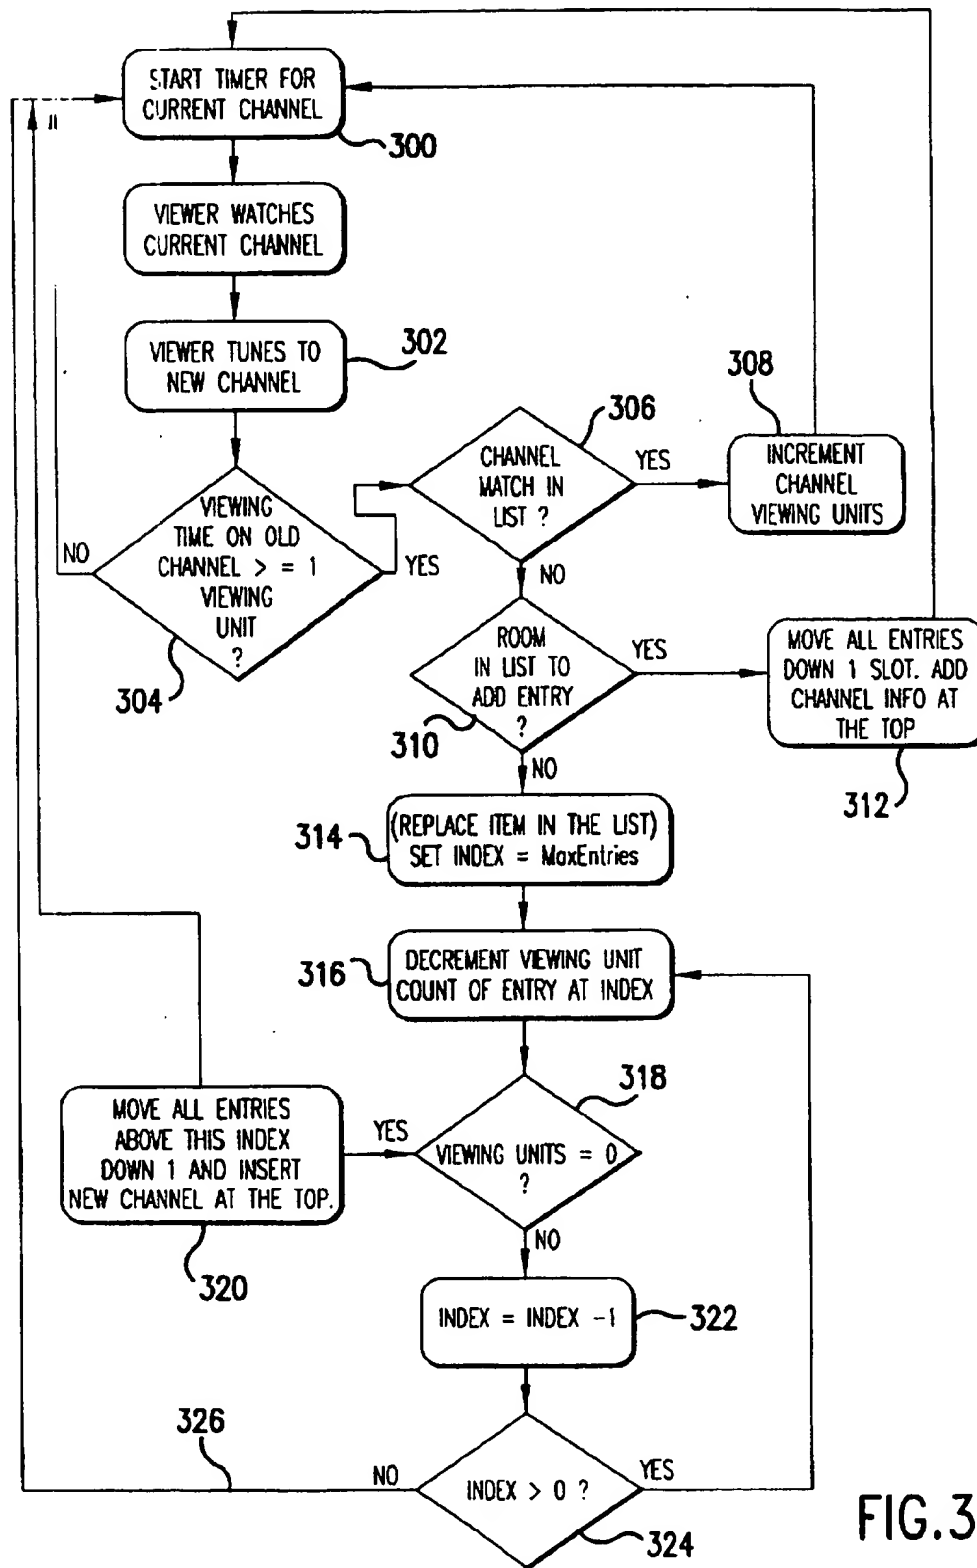 START TIMER FOR
CURRENT CHANNEL
300
VIEWER WATCHES
CURRENT CHANNEL
VIEWER TUNES TO
NEW CHANNEL
302
VIEWING
TIME ON OLD
CHANNEL > = 1
VIEWING
UNIT
?
NO
YES
304
CHANNEL
MATCH IN
LIST ?
306
YES
NO
INCREMENT
CHANNEL
VIEWING UNITS
308
ROOM
IN LIST TO
ADD ENTRY
?
310
YES
NO
MOVE ALL ENTRIES
DOWN 1 SLOT. ADD
CHANNEL INFO AT
THE TOP
312
(REPLACE ITEM IN THE LIST)
SET INDEX = MaxEntries
314
DECREMENT VIEWING UNIT
COUNT OF ENTRY AT INDEX
316
VIEWING UNITS = 0
?
318
YES
NO
MOVE ALL ENTRIES
ABOVE THIS INDEX
DOWN 1 AND INSERT
NEW CHANNEL AT THE TOP.
320
INDEX = INDEX -1
322
INDEX > 0 ?
324
NO
YES
326
FIG.3